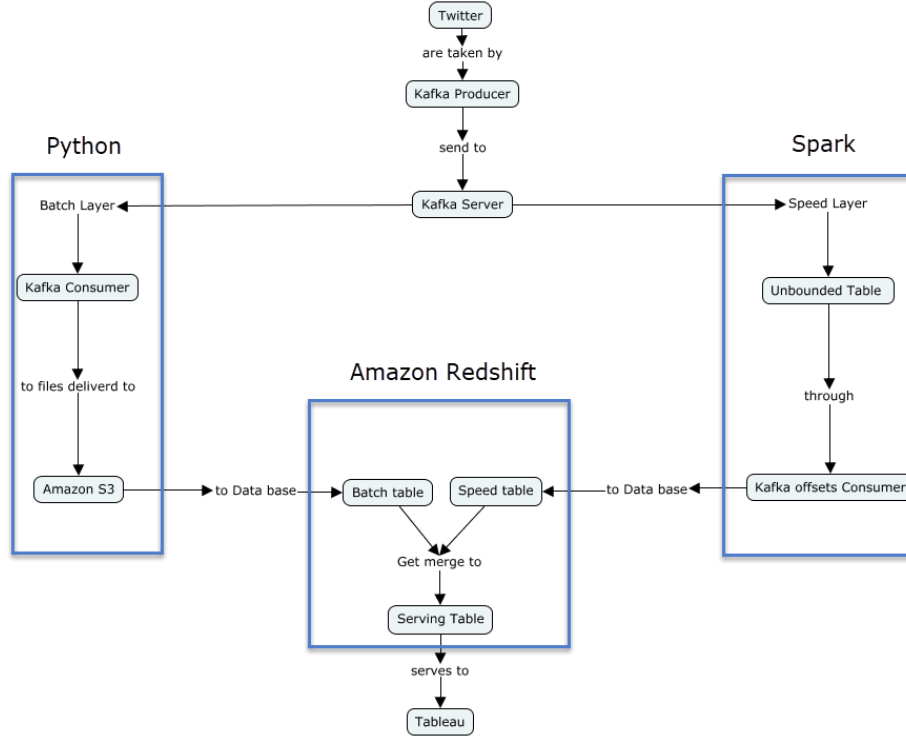 Twitter
are taken by
Kafka Producer
send to
Python
Spark
Batch Layer
Kafka Server
Speed Layer
Kafka Consumer
Unbounded Table
to files deliverd to
Amazon Redshift
through
Amazon S3
to Data base
Batch table
Speed table
to Data base
Kafka offsets Consumer
Get merge to
Serving Table
serves to
Tableau